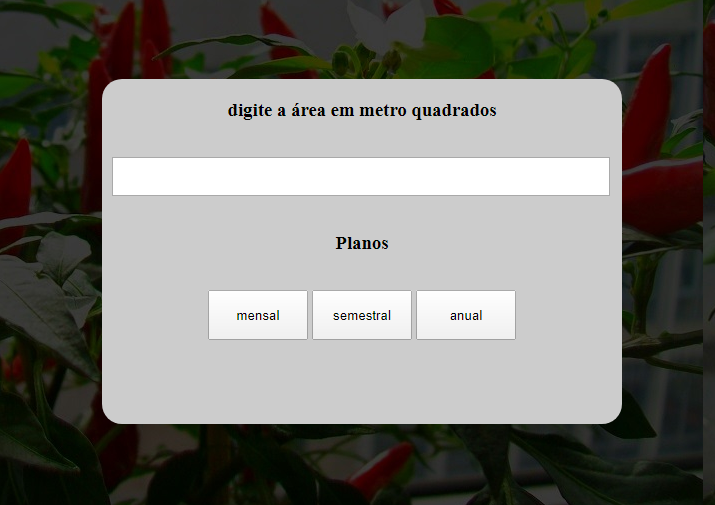 digite a área em metro quadrados
Planos
mensal semestral anual